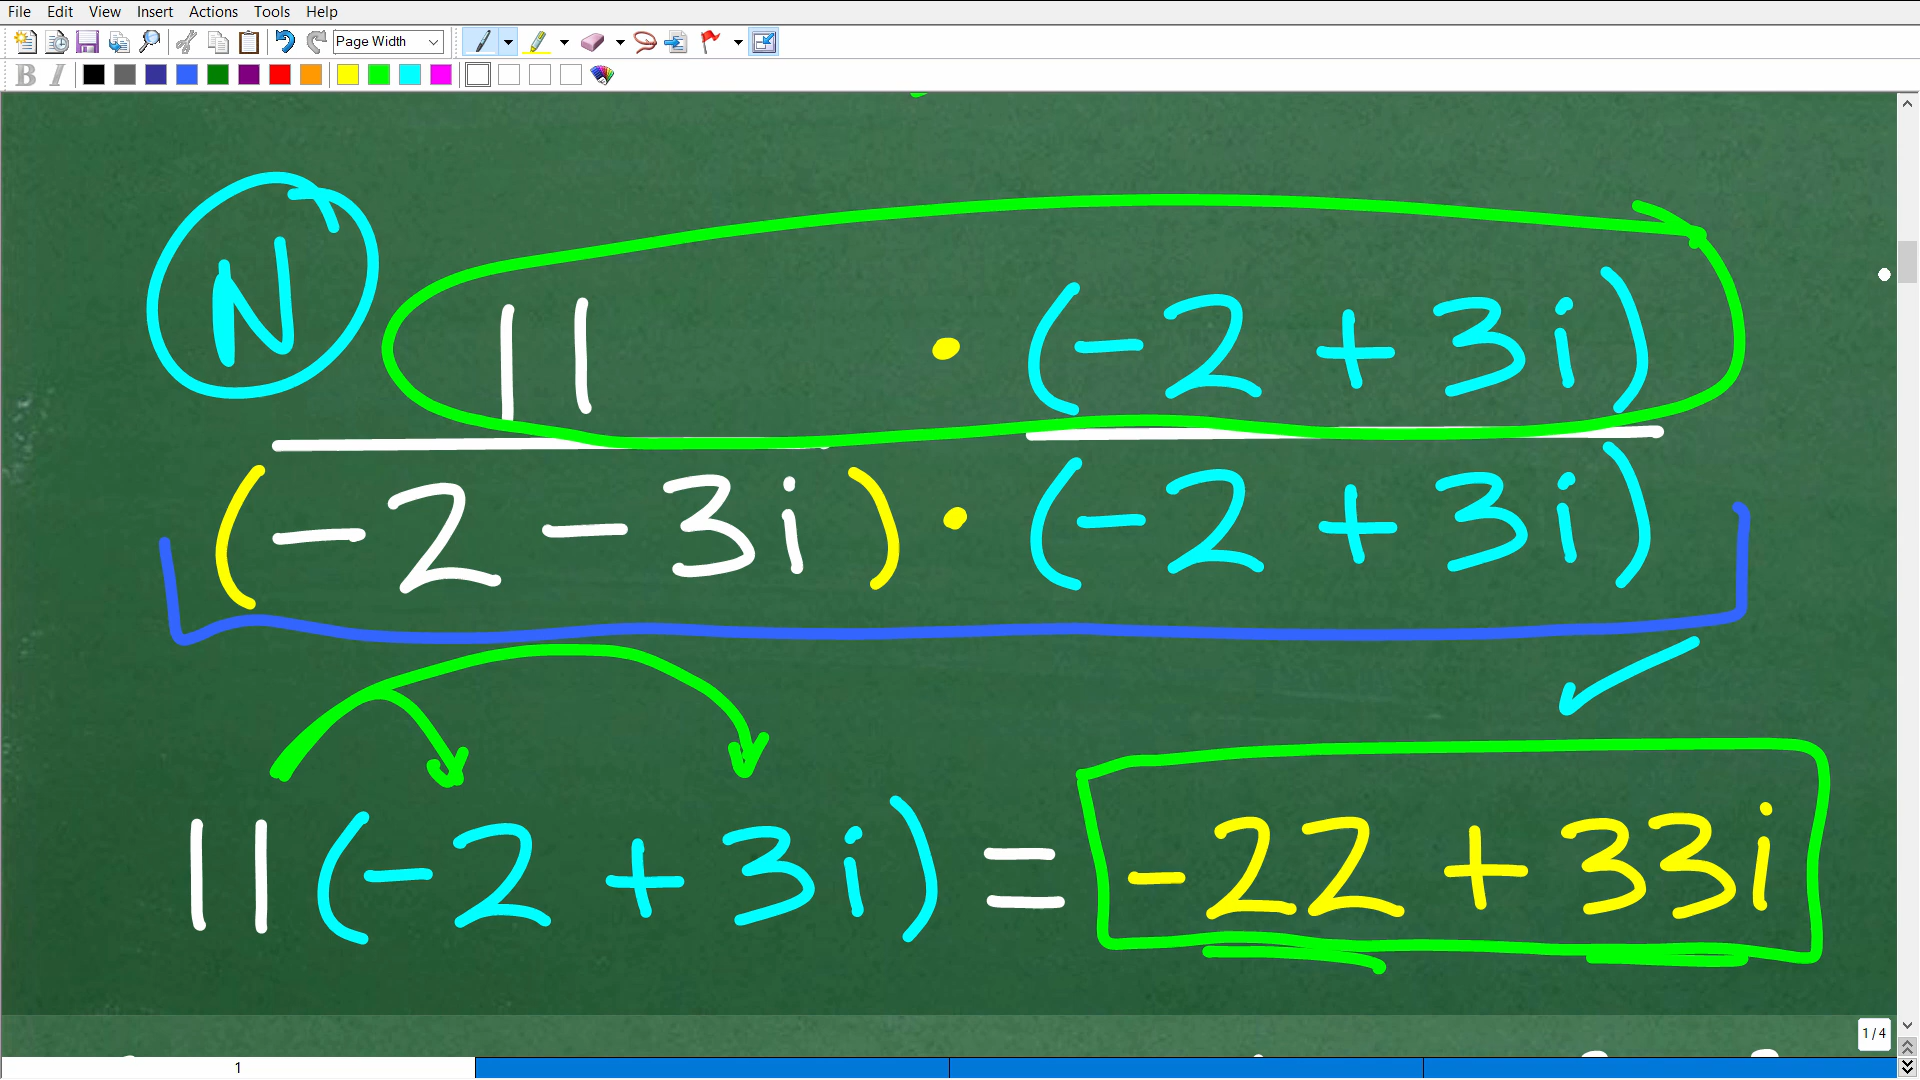 File Edit View Insert Actions Tools Help
Page Width
B I
N
11 · (-2 + 3i)
(-2 - 3i) · (-2 + 3i)
11(-2 + 3i) = -22 + 33i
1 / 4
1